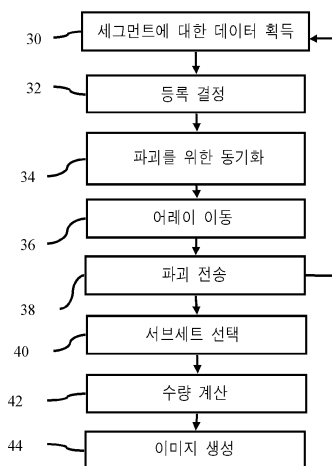 30 세그먼트에 대한 데이터 획득
32 등록 결정
34 파괴를 위한 동기화
36 어레이 이동
38 파괴 전송
40 서브세트 선택
42 수량 계산
44 이미지 생성